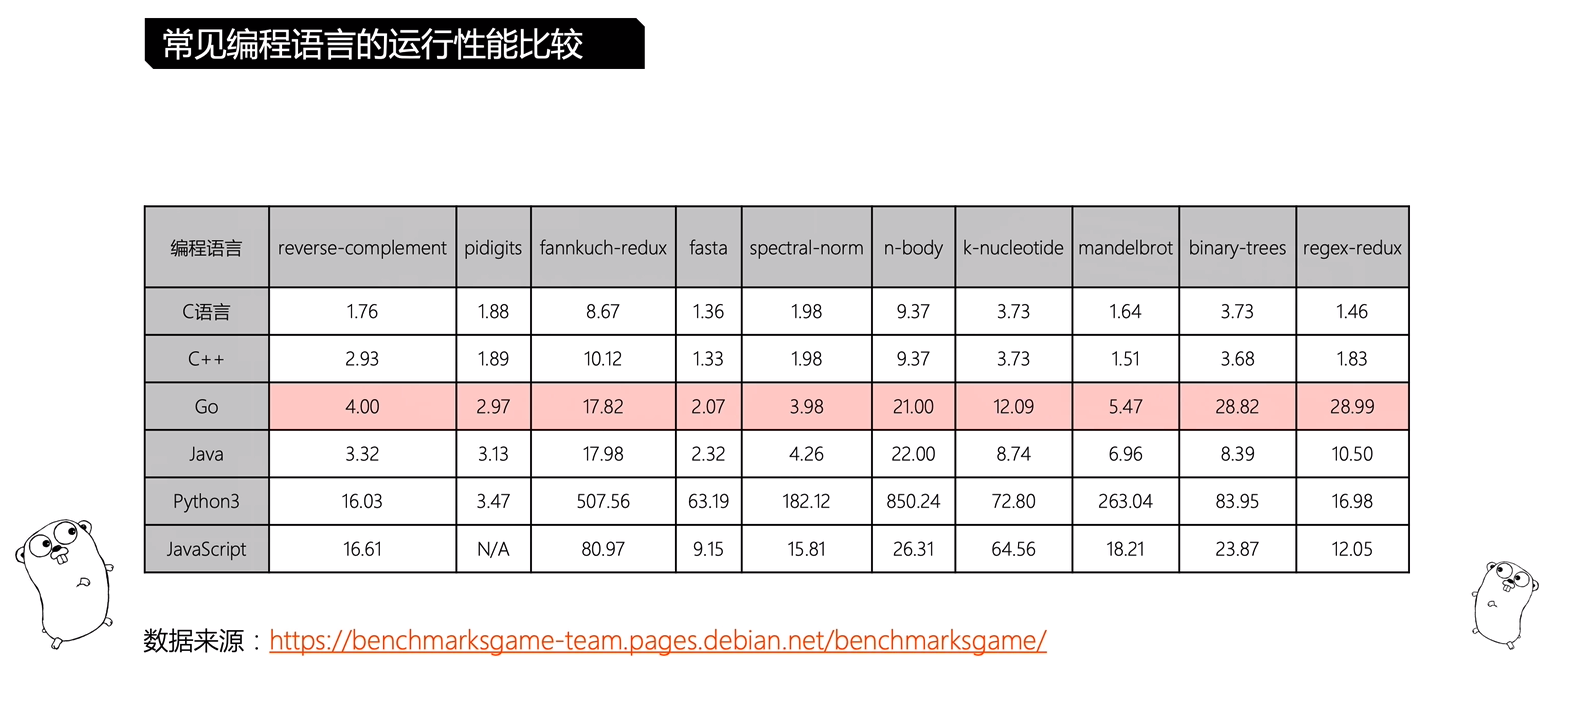 常见编程语言的运行性能比较
编程语言 reverse-complement pidigits fannkuch-redux fasta spectral-norm n-body k-nucleotide mandelbrot binary-trees regex-redux
C语言 1.76 1.88 8.67 1.36 1.98 9.37 3.73 1.64 3.73 1.46
C++ 2.93 1.89 10.12 1.33 1.98 9.37 3.73 1.51 3.68 1.83
Go 4.00 2.97 17.82 2.07 3.98 21.00 12.09 5.47 28.82 28.99
Java 3.32 3.13 17.98 2.32 4.26 22.00 8.74 6.96 8.39 10.50
Python3 16.03 3.47 507.56 63.19 182.12 850.24 72.80 263.04 83.95 16.98
JavaScript 16.61 N/A 80.97 9.15 15.81 26.31 64.56 18.21 23.87 12.05
数据来源：https://benchmarksgame-team.pages.debian.net/benchmarksgame/